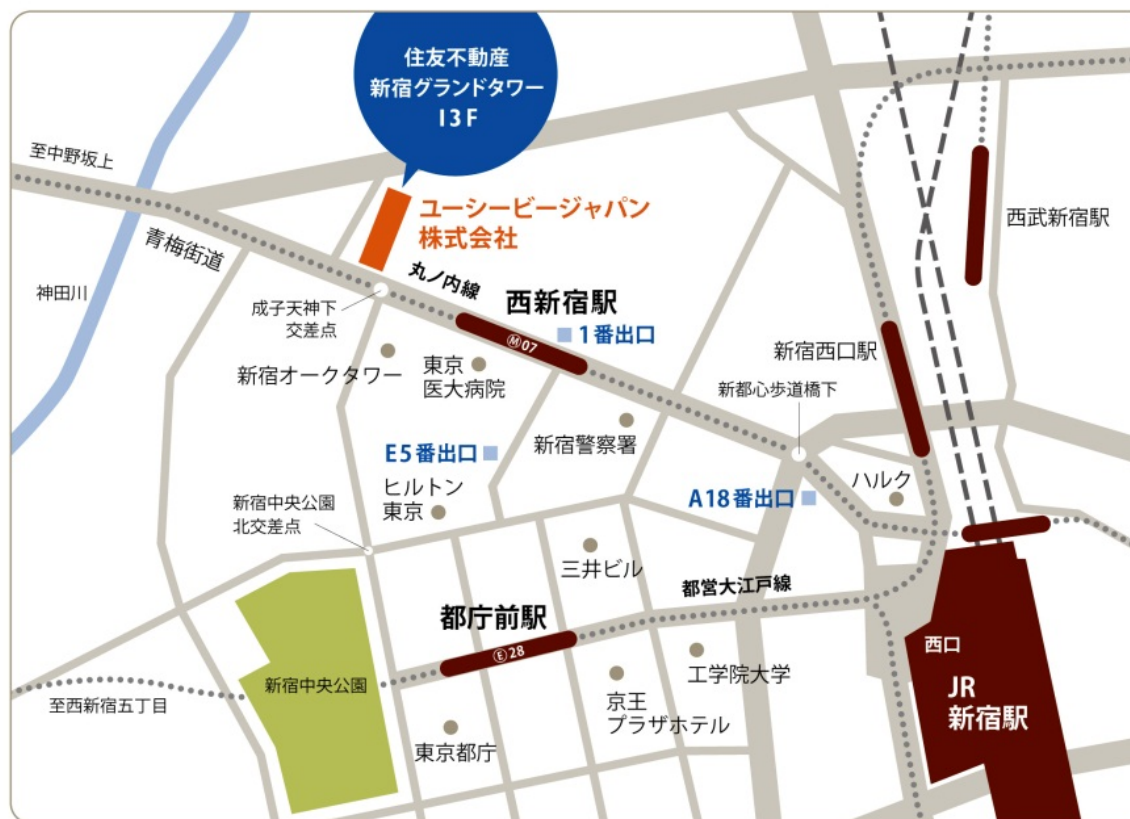 住友不動産
新宿グランドタワー
13F
至中野坂上
青梅街道
神田川
ユーシービージャパン
株式会社
丸ノ内線
西新宿駅
1番出口
M07
成子天神下
交差点
新宿オークタワー
東京
医大病院
西武新宿駅
新宿西口駅
新都心歩道橋下
新宿警察署
E5番出口
ヒルトン
東京
A18番出口
ハルク
新宿中央公園
北交差点
三井ビル
都営大江戸線
都庁前駅
E28
新宿中央公園
至西新宿五丁目
工学院大学
京王
プラザホテル
東京都庁
西口
JR
新宿駅